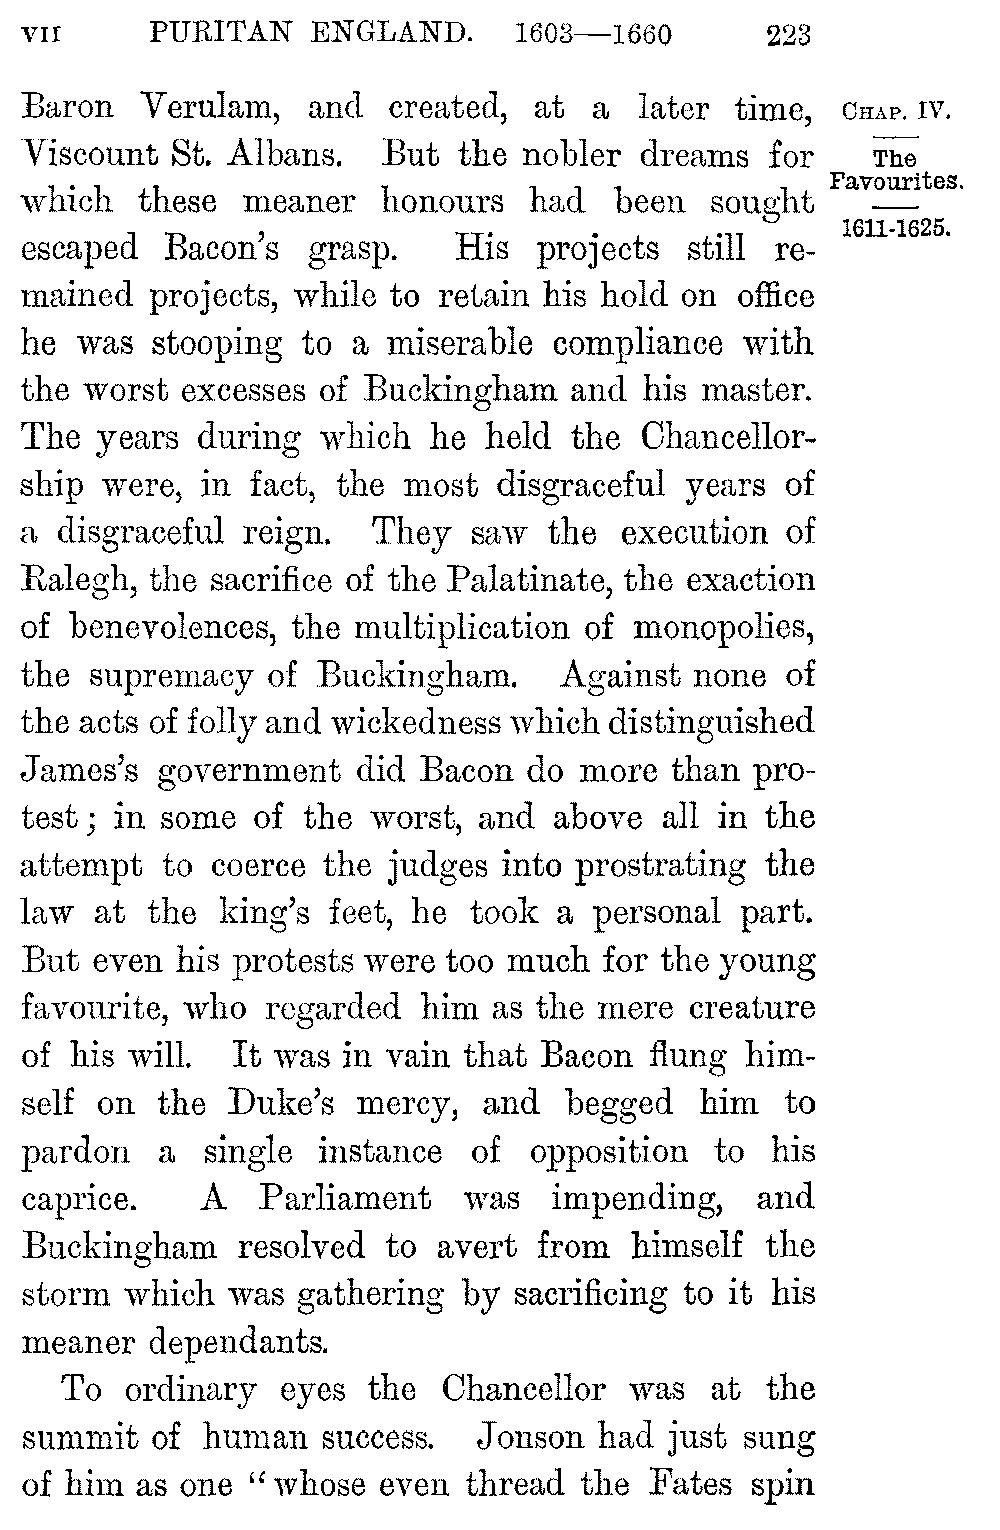 VII PURITAN ENGLAND. 1603—1660 223
Baron Verulam, and created, at a later time,
Viscount St. Albans. But the nobler dreams for
which these meaner honours had been sought
escaped Bacon's grasp. His projects still re-
mained projects, while to retain his hold on office
he was stooping to a miserable compliance with
the worst excesses of Buckingham and his master.
The years during which he held the Chancellor-
ship were, in fact, the most disgraceful years of
a disgraceful reign. They saw the execution of
Ralegh, the sacrifice of the Palatinate, the exaction
of benevolences, the multiplication of monopolies,
the supremacy of Buckingham. Against none of
the acts of folly and wickedness which distinguished
James's government did Bacon do more than pro-
test; in some of the worst, and above all in the
attempt to coerce the judges into prostrating the
law at the king's feet, he took a personal part.
But even his protests were too much for the young
favourite, who regarded him as the mere creature
of his will. It was in vain that Bacon flung him-
self on the Duke's mercy, and begged him to
pardon a single instance of opposition to his
caprice. A Parliament was impending, and
Buckingham resolved to avert from himself the
storm which was gathering by sacrificing to it his
meaner dependants.
To ordinary eyes the Chancellor was at the
summit of human success. Jonson had just sung
of him as one "whose even thread the Fates spin
CHAP. IV.
The
Favourites.
1611-1625.